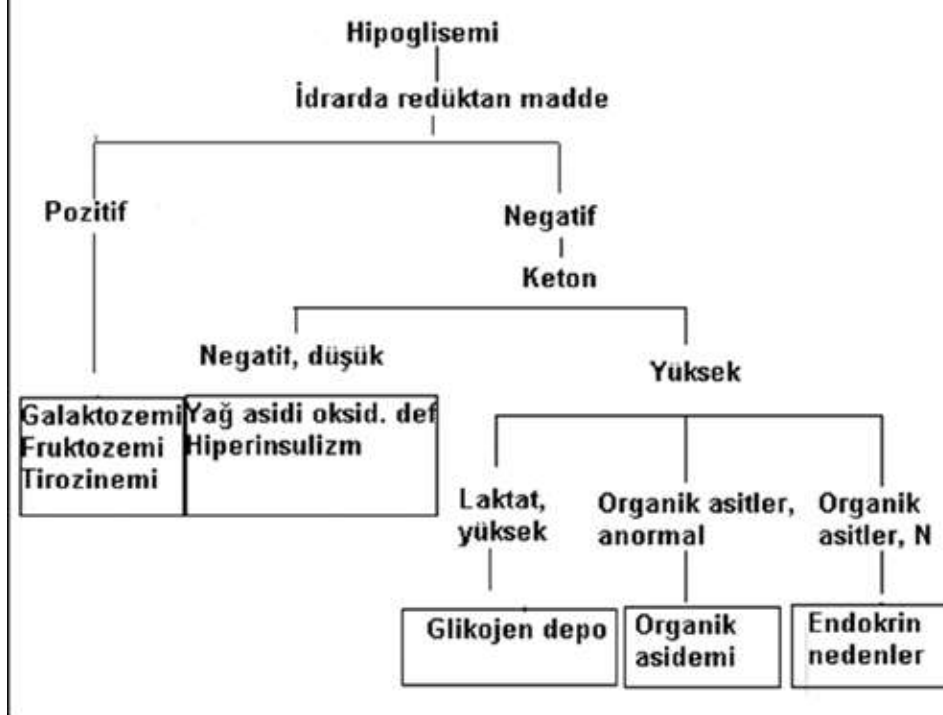 Hipoglisemi
İdrarda redüktan madde
Pozitif
Negatif
Keton
Negatif, düşük
Yüksek
Galaktozemi
Fruktozemi
Tirozinemi
Yağ asidi oksid. def
Hiperinsulizm
Laktat,
yüksek
Organik asitler,
anormal
Organik
asitler, N
Glikojen depo
Organik
asidemi
Endokrin
nedenler